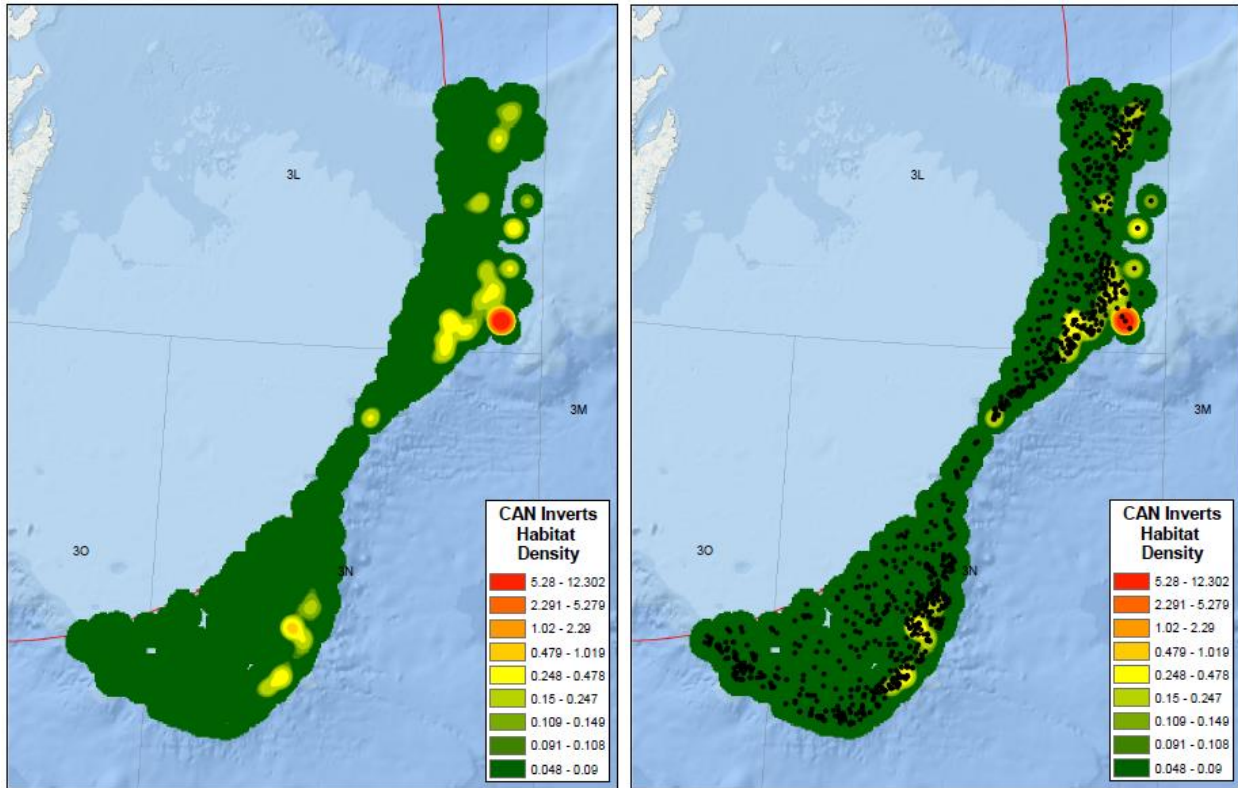 3L
3M
3O
3N
CAN Inverts
Habitat
Density
5.28 - 12.302
2.291 - 5.279
1.02 - 2.29
0.479 - 1.019
0.248 - 0.478
0.15 - 0.247
0.109 - 0.149
0.091 - 0.108
0.048 - 0.09
3L
3M
3O
3N
CAN Inverts
Habitat
Density
5.28 - 12.302
2.291 - 5.279
1.02 - 2.29
0.479 - 1.019
0.248 - 0.478
0.15 - 0.247
0.109 - 0.149
0.091 - 0.108
0.048 - 0.09